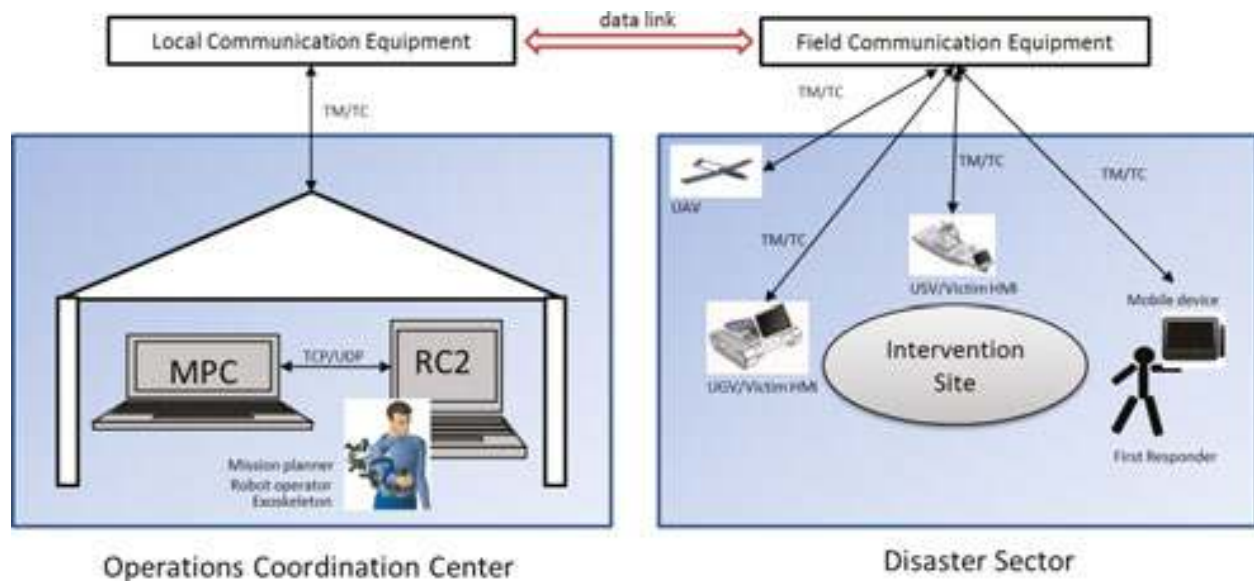 data link
Local Communication Equipment
Field Communication Equipment
TM/TC
TM/TC
TM/TC
TM/TC
TM/TC
UAV
USV/Victim HMI
UGV/Victim HMI
Mobile device
MPC
TCP/UDP
RC2
Intervention
Site
Mission planner
Robot operator
Exoskeleton
First Responder
Operations Coordination Center
Disaster Sector